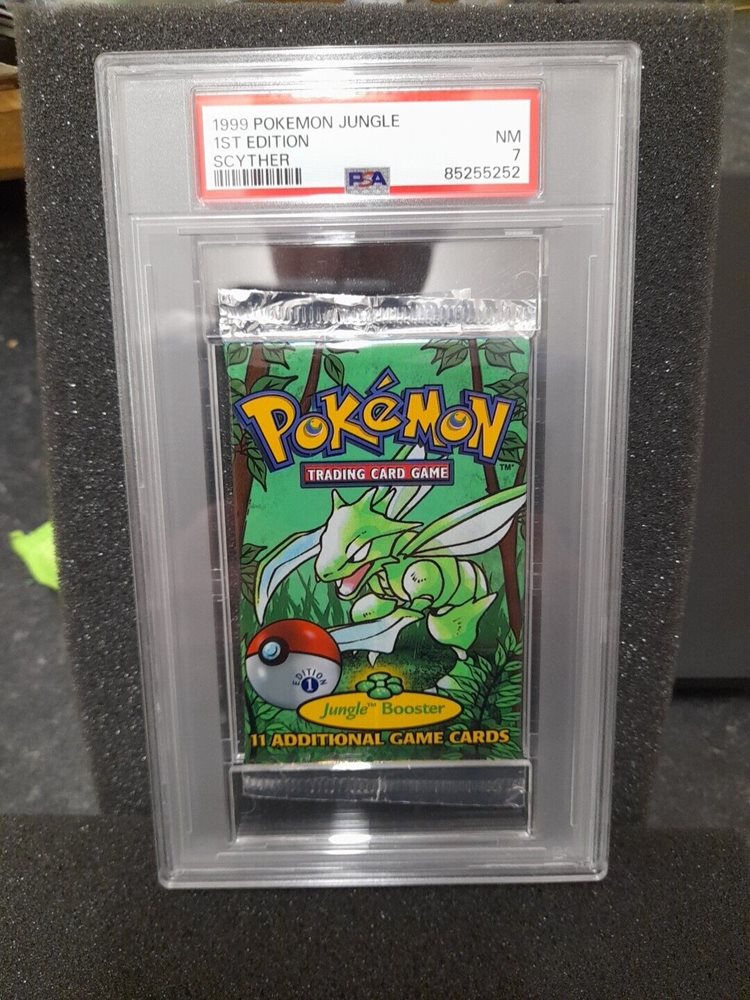 1999 POKEMON JUNGLE
1ST EDITION NM
SCYTHER 7
PSA 85255252
POKéMON
TM
TRADING CARD GAME
EDITION
1
Jungle™ Booster
11 ADDITIONAL GAME CARDS